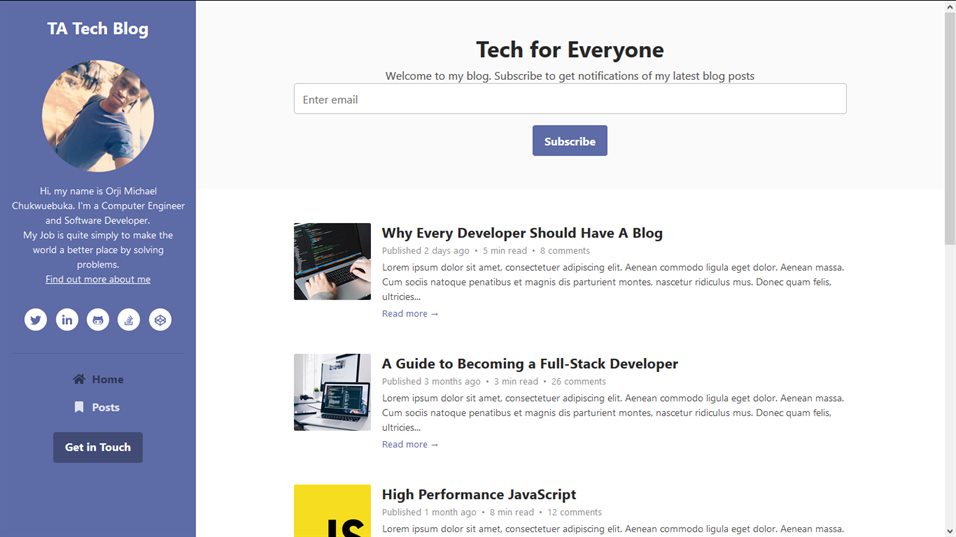 TA Tech Blog
Hi, my name is Orji Michael
Chukwuebuka. I'm a Computer Engineer
and Software Developer.
My Job is quite simply to make the
world a better place by solving
problems.
Find out more about me
Home
Posts
Get in Touch
Tech for Everyone
Welcome to my blog. Subscribe to get notifications of my latest blog posts
Enter email
Subscribe
Why Every Developer Should Have A Blog
Published 2 days ago • 5 min read • 8 comments
Lorem ipsum dolor sit amet, consectetuer adipiscing elit. Aenean commodo ligula eget dolor. Aenean massa.
Cum sociis natoque penatibus et magnis dis parturient montes, nascetur ridiculus mus. Donec quam felis,
ultricies...
Read more →
A Guide to Becoming a Full-Stack Developer
Published 3 months ago • 3 min read • 26 comments
Lorem ipsum dolor sit amet, consectetuer adipiscing elit. Aenean commodo ligula eget dolor. Aenean massa.
Cum sociis natoque penatibus et magnis dis parturient montes, nascetur ridiculus mus. Donec quam felis,
ultricies...
Read more →
JS
High Performance JavaScript
Published 1 month ago • 8 min read • 12 comments
Lorem ipsum dolor sit amet, consectetuer adipiscing elit. Aenean commodo ligula eget dolor. Aenean massa.